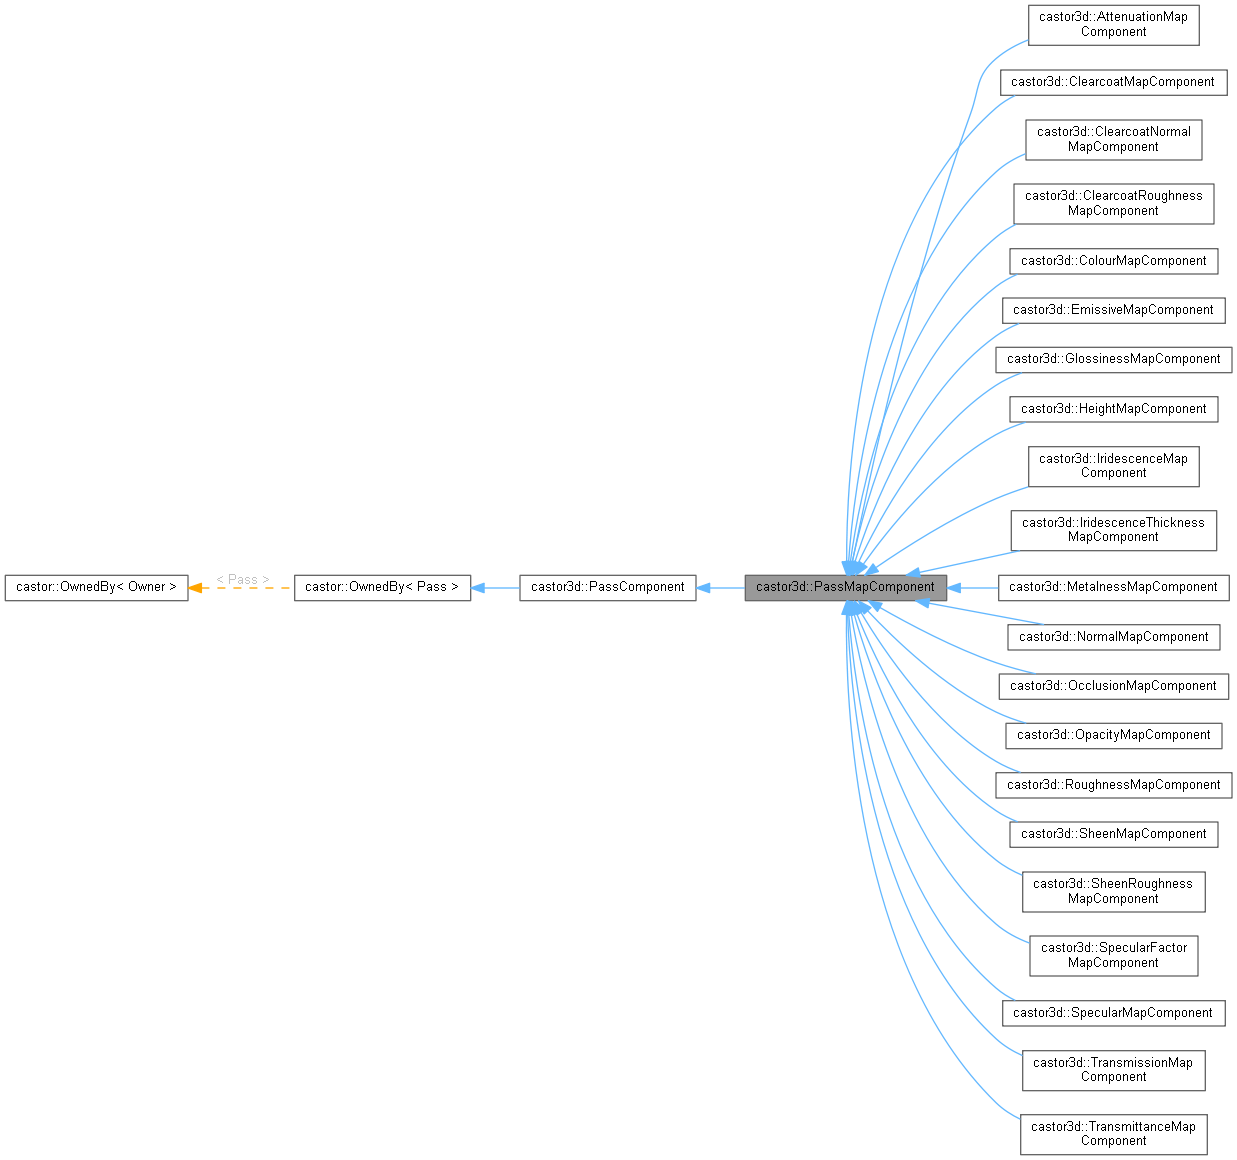 castor3d::AttenuationMap
Component
castor3d::ClearcoatMapComponent
castor3d::ClearcoatNormal
MapComponent
castor3d::ClearcoatRoughness
MapComponent
castor3d::ColourMapComponent
castor3d::EmissiveMapComponent
castor3d::GlossinessMapComponent
castor3d::HeightMapComponent
castor3d::IridescenceMap
Component
castor3d::IridescenceThickness
MapComponent
castor::OwnedBy< Owner >
< Pass >
castor::OwnedBy< Pass >
castor3d::PassComponent
castor3d::PassMapComponent
castor3d::MetalnessMapComponent
castor3d::NormalMapComponent
castor3d::OcclusionMapComponent
castor3d::OpacityMapComponent
castor3d::RoughnessMapComponent
castor3d::SheenMapComponent
castor3d::SheenRoughness
MapComponent
castor3d::SpecularFactor
MapComponent
castor3d::SpecularMapComponent
castor3d::TransmissionMap
Component
castor3d::TransmittanceMap
Component